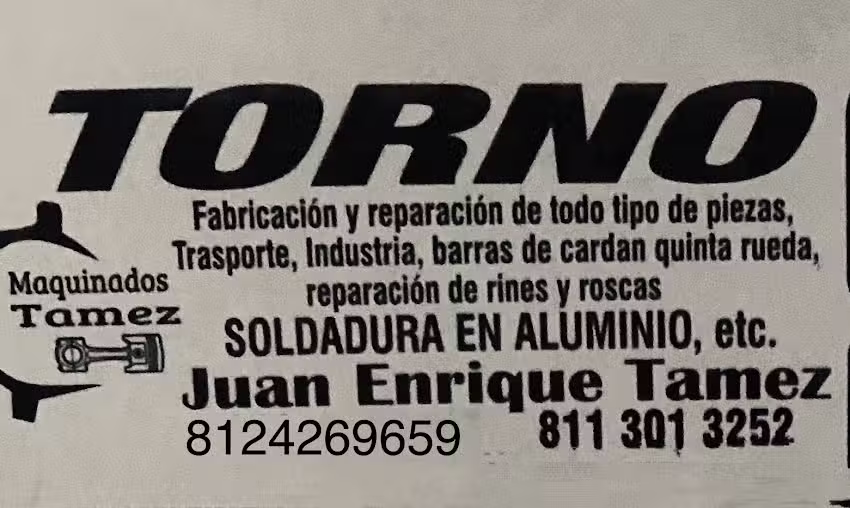 TORNO
Fabricación y reparación de todo tipo de piezas,
Trasporte, Industria, barras de cardan quinta rueda,
reparación de rines y roscas
SOLDADURA EN ALUMINIO, etc.
Maquinados
Tamez
Juan Enrique Tamez
8124269659 811 301 3252